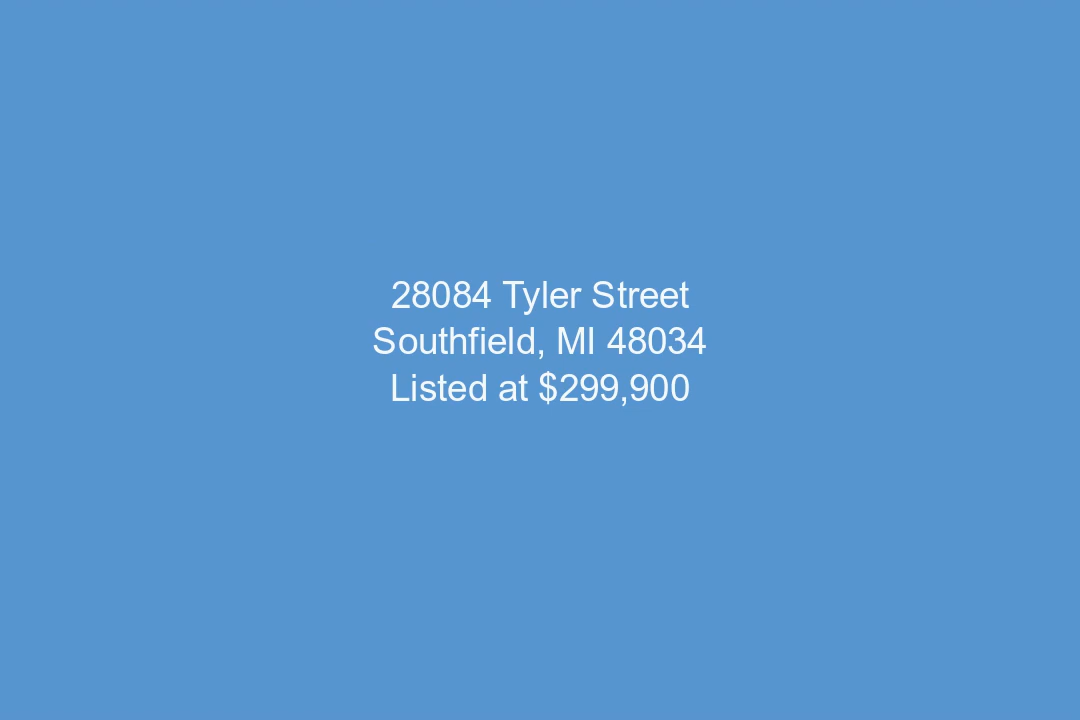 28084 Tyler Street
Southfield, MI 48034
Listed at $299,900